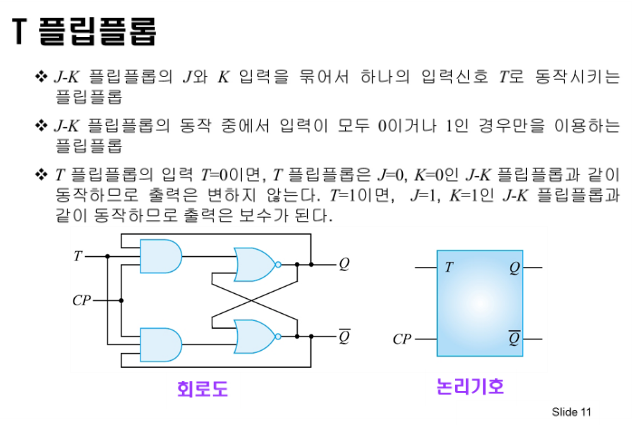 T 플립플롭
❖ J-K 플립플롭의 J와 K 입력을 묶어서 하나의 입력신호 T로 동작시키는
플립플롭
❖ J-K 플립플롭의 동작 중에서 입력이 모두 0이거나 1인 경우만을 이용하는
플립플롭
❖ T 플립플롭의 입력 T=0이면, T 플립플롭은 J=0, K=0인 J-K 플립플롭과 같이
동작하므로 출력은 변하지 않는다. T=1이면, J=1, K=1인 J-K 플립플롭과
같이 동작하므로 출력은 보수가 된다.
T
Q
CP
Q̅
회로도
T
Q
CP
Q̅
논리기호
Slide 11